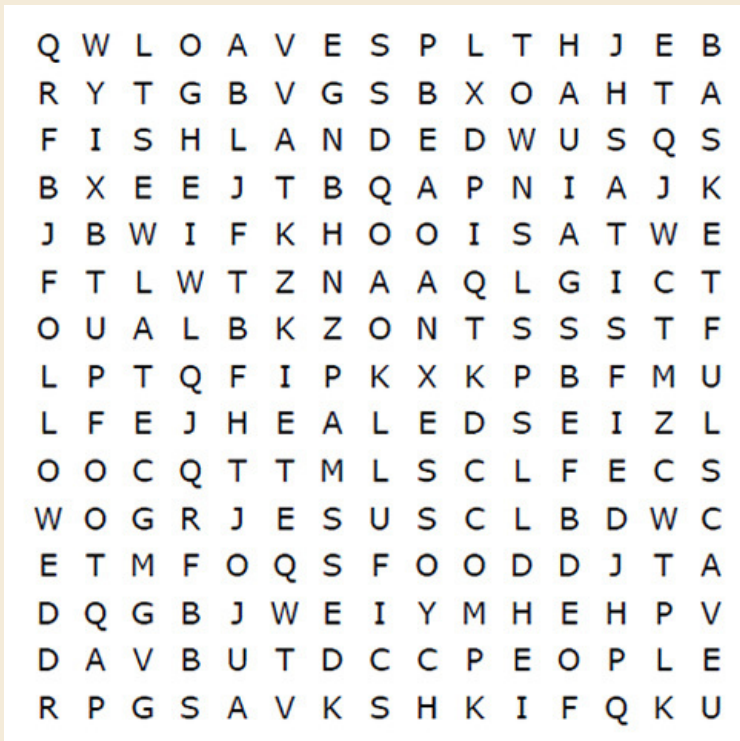 Q W L O A V E S P L T H J E B
R Y T G B V G S B X O A H T A
F I S H L A N D E D W U S Q S
B X E E J T B Q A P N I A J K
J B W I F K H O O I S A T W E
F T L W T Z N A A Q L G I C T
O U A L B K Z O N T S S S T F
L P T Q F I P K X K P B F M U
L F E J H E A L E D S E I Z L
O O C Q T T M L S C L F E C S
W O G R J E S U S C L B D W C
E T M F O Q S F O O D D J T A
D Q G B J W E I Y M H E H P V
D A V B U T D C C P E O P L E
R P G S A V K S H K I F Q K U